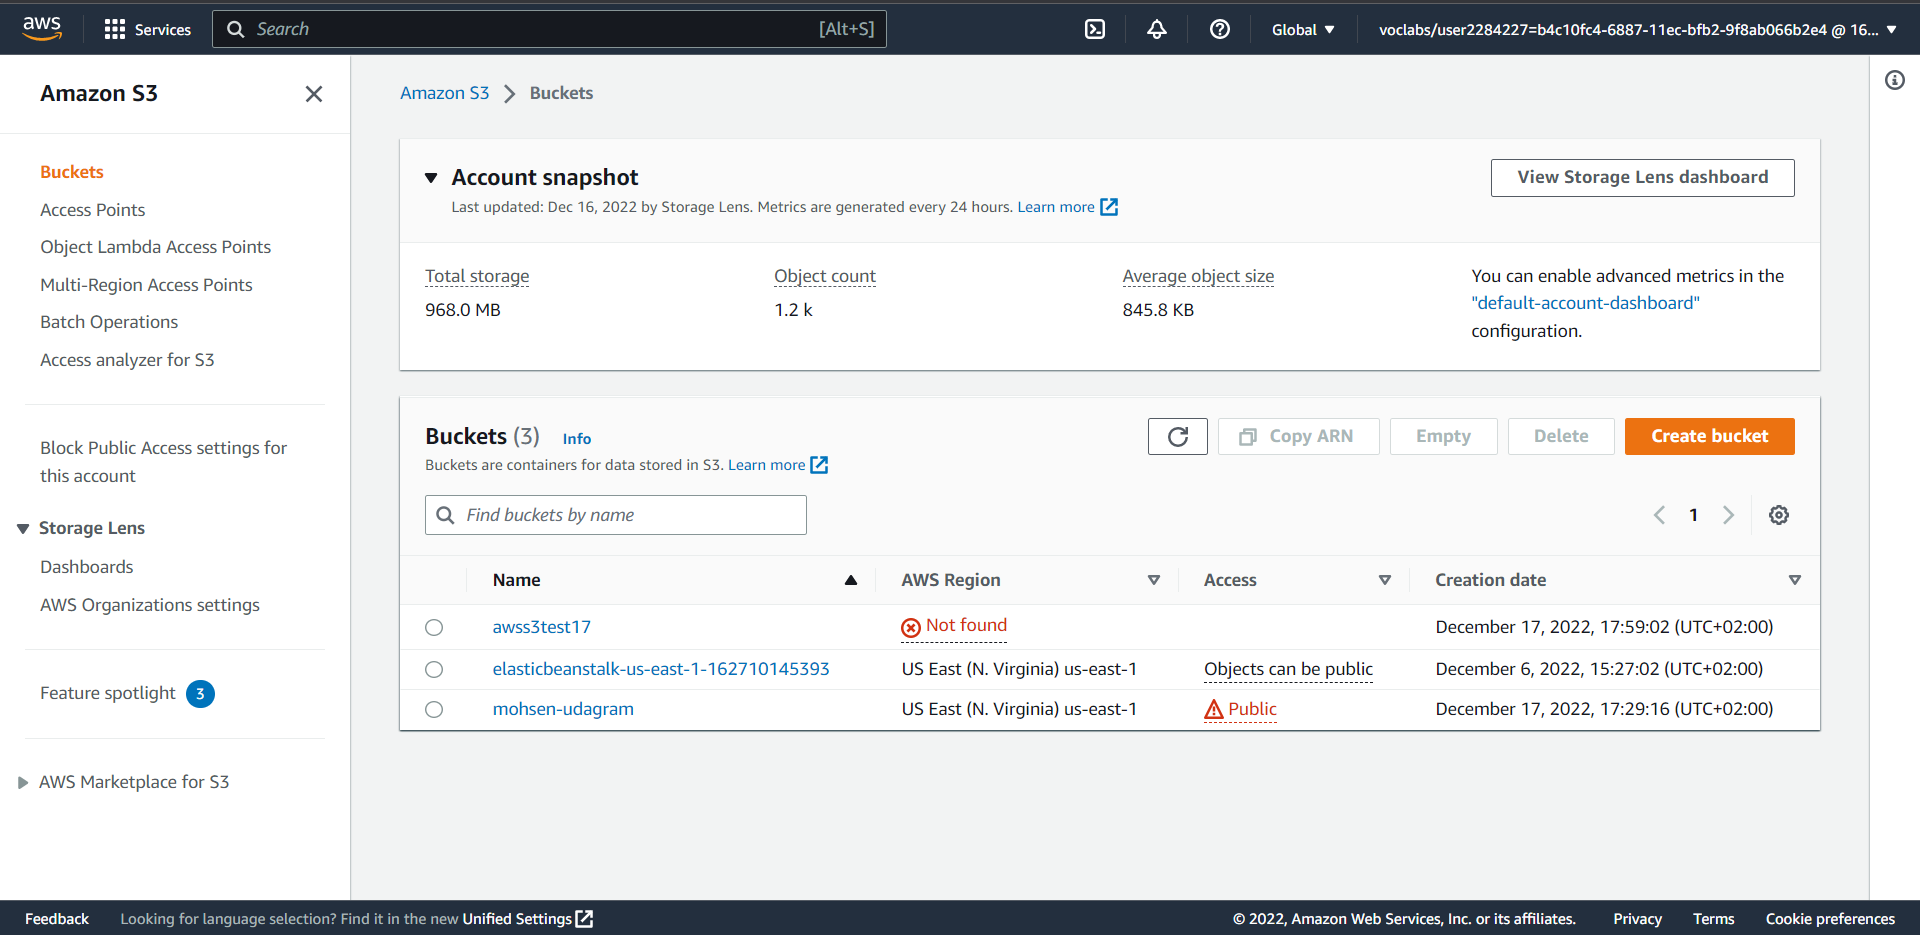 aws
Services
Search [Alt+S]
Global
voclabs/user2284227=b4c10fc4-6887-11ec-bfb2-9f8ab066b2e4 @ 16...
Amazon S3
Buckets
Access Points
Object Lambda Access Points
Multi-Region Access Points
Batch Operations
Access analyzer for S3
Block Public Access settings for
this account
Storage Lens
Dashboards
AWS Organizations settings
Feature spotlight 3
AWS Marketplace for S3
Amazon S3 > Buckets
Account snapshot
Last updated: Dec 16, 2022 by Storage Lens. Metrics are generated every 24 hours. Learn more
View Storage Lens dashboard
Total storage
968.0 MB
Object count
1.2 k
Average object size
845.8 KB
You can enable advanced metrics in the
"default-account-dashboard"
configuration.
Buckets (3) Info
Buckets are containers for data stored in S3. Learn more
Copy ARN
Empty
Delete
Create bucket
Find buckets by name
1
Name AWS Region Access Creation date
awss3test17 Not found December 17, 2022, 17:59:02 (UTC+02:00)
elasticbeanstalk-us-east-1-162710145393 US East (N. Virginia) us-east-1 Objects can be public December 6, 2022, 15:27:02 (UTC+02:00)
mohsen-udagram US East (N. Virginia) us-east-1 Public December 17, 2022, 17:29:16 (UTC+02:00)
Feedback Looking for language selection? Find it in the new Unified Settings
© 2022, Amazon Web Services, Inc. or its affiliates. Privacy Terms Cookie preferences